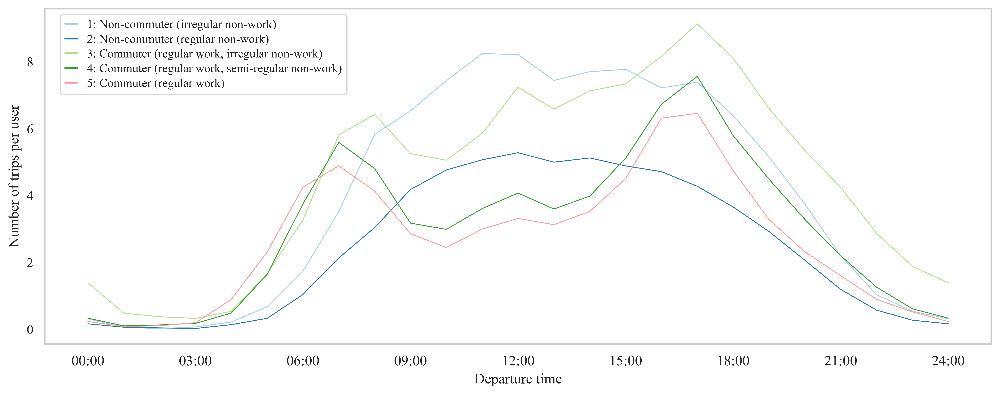 1: Non-commuter (irregular non-work)
2: Non-commuter (regular non-work)
3: Commuter (regular work, irregular non-work)
4: Commuter (regular work, semi-regular non-work)
5: Commuter (regular work)
Number of trips per user
8
6
4
2
0
00:00 03:00 06:00 09:00 12:00 15:00 18:00 21:00 24:00
Departure time